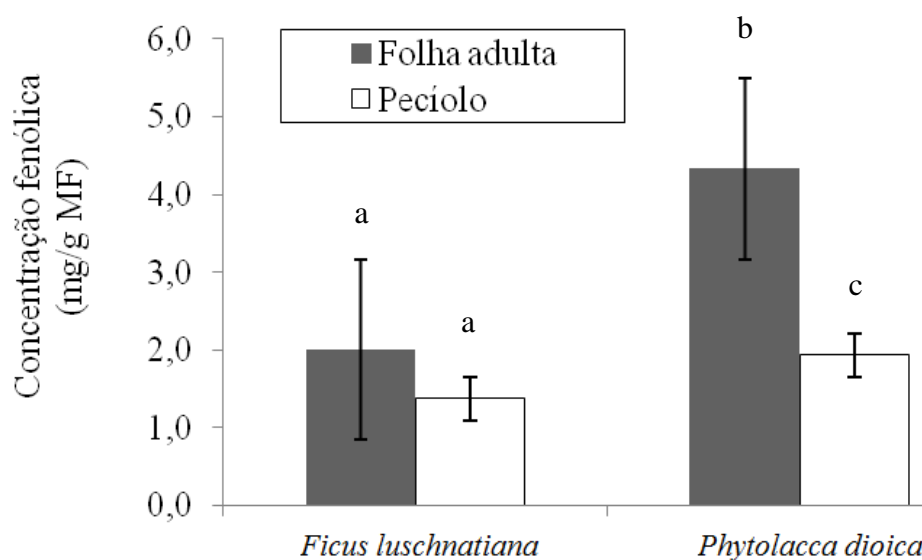 Concentração fenólica
(mg/g MF)
6,0
5,0
4,0
3,0
2,0
1,0
0,0
Folha adulta
Pecíolo
a
a
b
c
Ficus luschnatiana
Phytolacca dioica